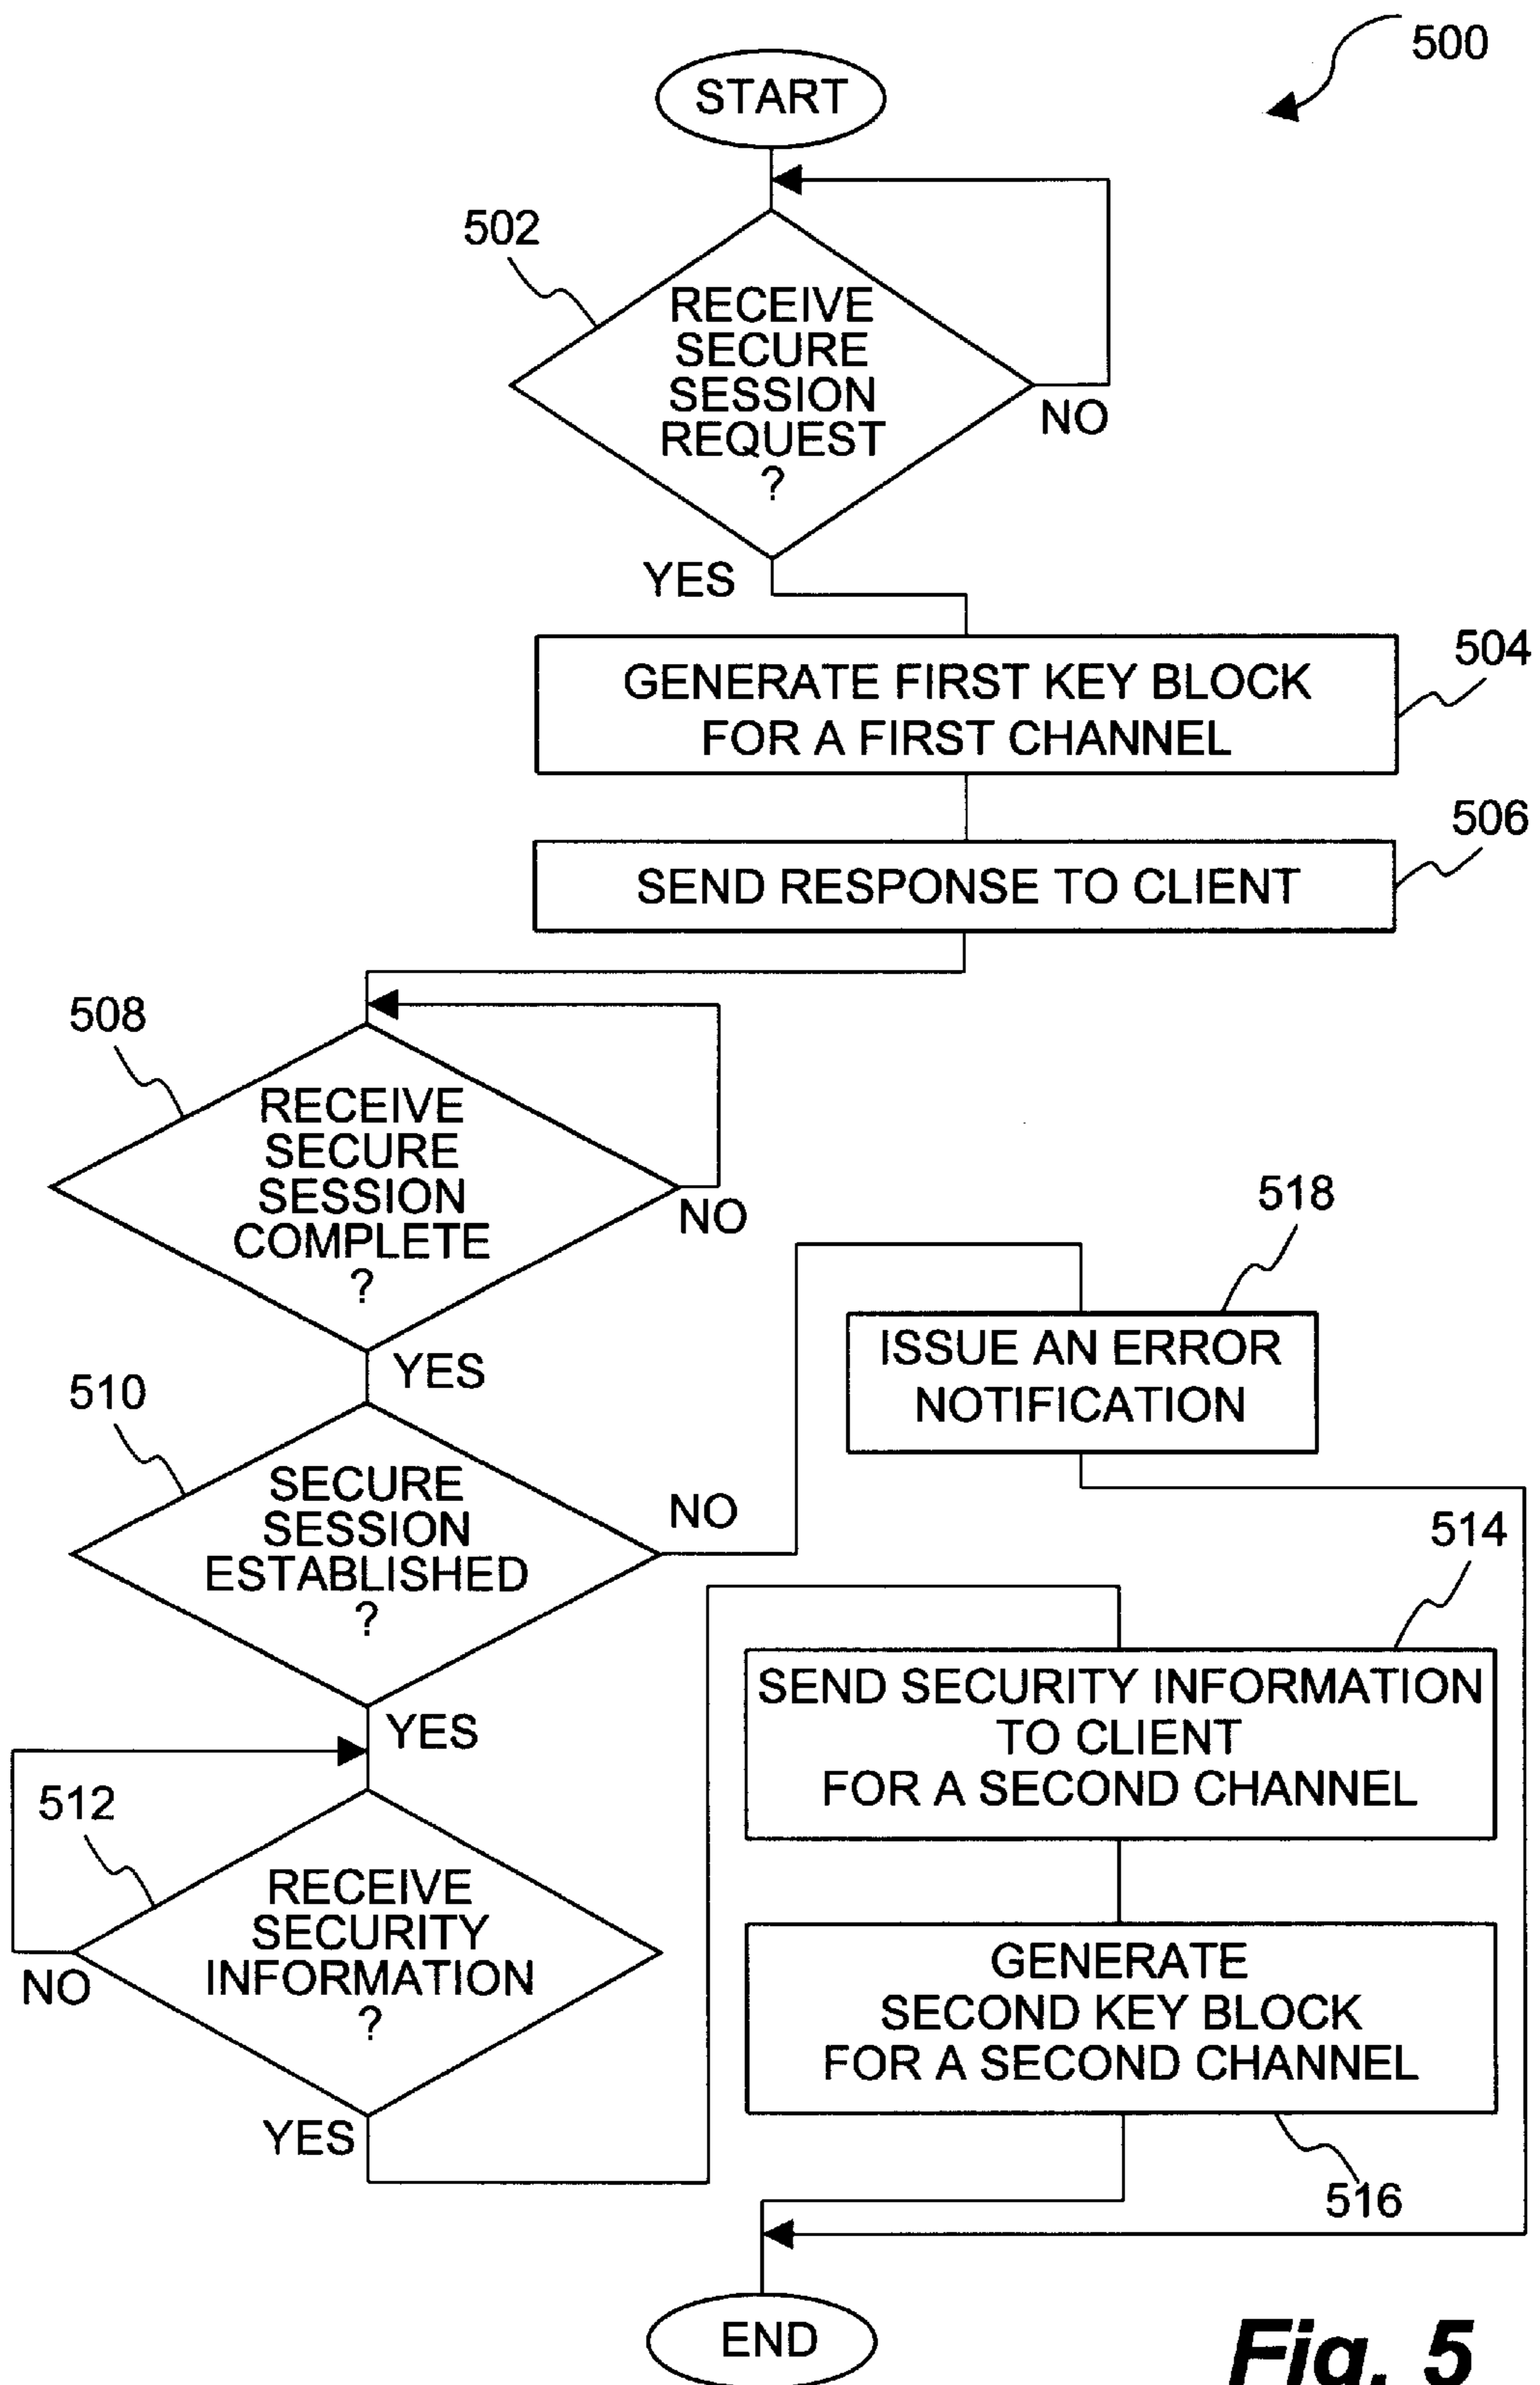 500
START
502
RECEIVE
SECURE
SESSION
REQUEST
?
NO
YES
504
GENERATE FIRST KEY BLOCK
FOR A FIRST CHANNEL
506
SEND RESPONSE TO CLIENT
508
RECEIVE
SECURE
SESSION
COMPLETE
?
NO
YES
518
ISSUE AN ERROR
NOTIFICATION
510
SECURE
SESSION
ESTABLISHED
?
NO
YES
514
SEND SECURITY INFORMATION
TO CLIENT
FOR A SECOND CHANNEL
512
RECEIVE
SECURITY
INFORMATION
?
NO
YES
GENERATE
SECOND KEY BLOCK
FOR A SECOND CHANNEL
516
END
Fig. 5